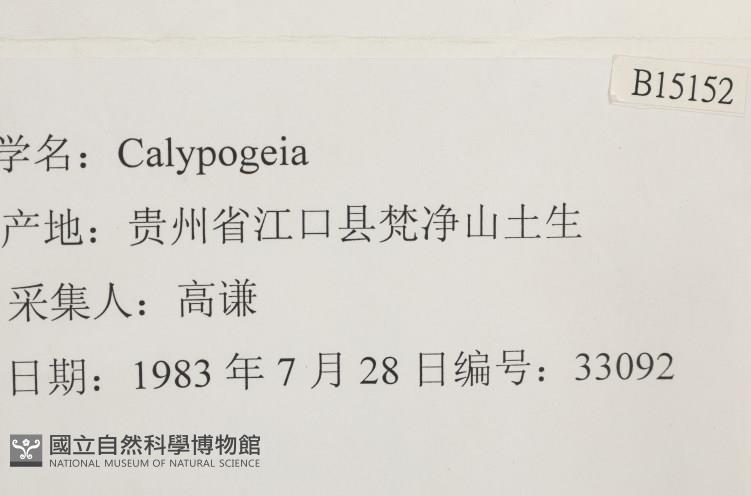 B15152
学名：Calypogeia
产地：贵州省江口县梵净山土生
采集人：高谦
日期：1983 年 7 月 28 日编号：33092
國立自然科學博物館
NATIONAL MUSEUM OF NATURAL SCIENCE